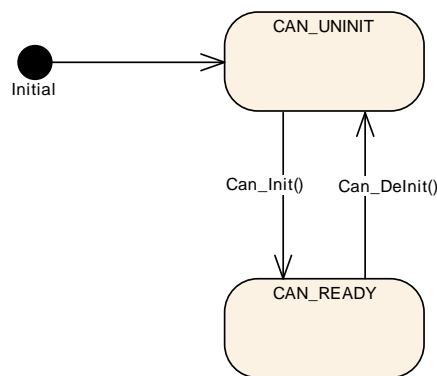 CAN_UNINIT
Initial
Can_Init()
Can_DeInit()
CAN_READY